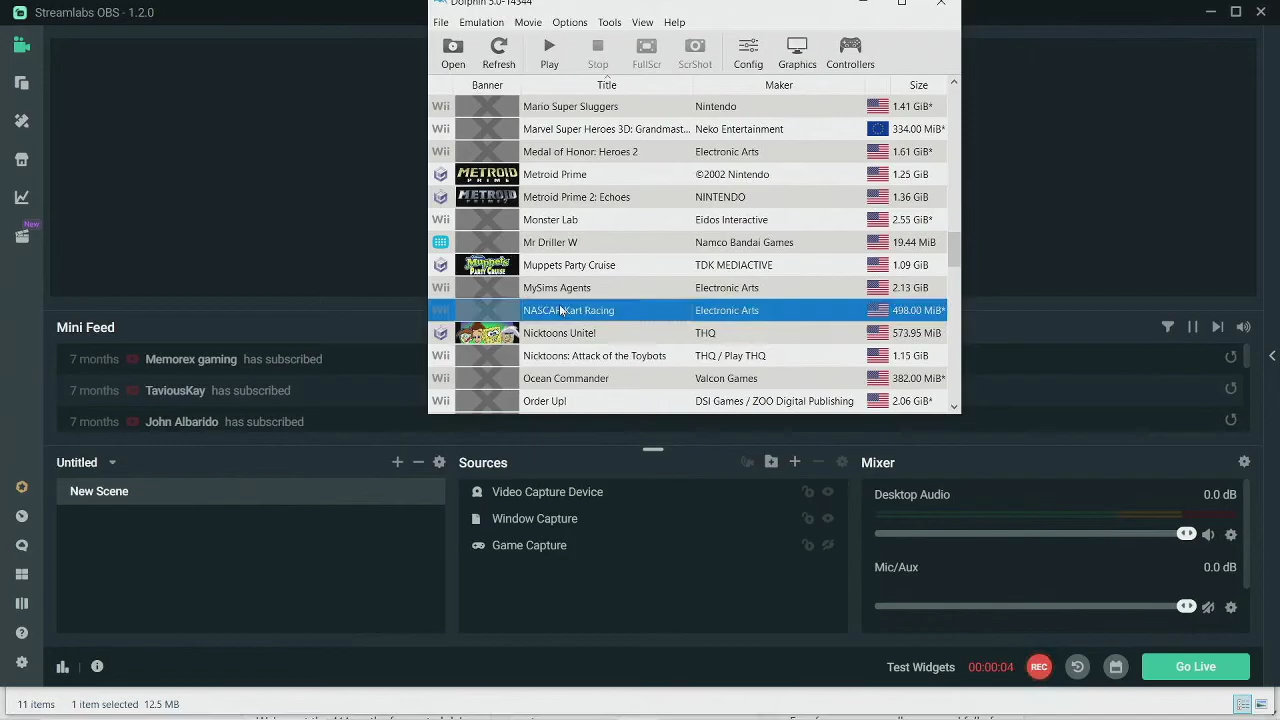 Streamlabs OBS - 1.2.0
Dolphin 5.0-14344
File Emulation Movie Options Tools View Help
Open Refresh Play Stop FullScr ScrShot Config Graphics Controllers
Banner Title Maker Size
Wii Mario Super Sluggers Nintendo 1.41 GiB*
Wii Marvel Super Heroes 3D: Grandmast... Neko Entertainment 334.00 MiB*
Wii Medal of Honor: Heroes 2 Electronic Arts 1.61 GiB*
METROID PRIME Metroid Prime ©2002 Nintendo 1.25 GiB
METROID PRIME Metroid Prime 2: Echoes NINTENDO 1.36 GiB
Wii Monster Lab Eidos Interactive 2.55 GiB*
Mr Driller W Namco Bandai Games 19.44 MiB
Muppets PARTY CRUISE Muppets Party Cruise TDK MEDIACTIVE 1.09 GiB
New
Wii MySims Agents Electronic Arts 2.13 GiB
Wii NASCAR Kart Racing Electronic Arts 498.00 MiB*
Nicktoons Unite! THQ MiB
Wii Nicktoons: Attack of the Toybots THQ / Play THQ 1.15 GiB
Wii Ocean Commander Valcon Games 382.00 MiB*
Wii Order Up! DSI Games / ZOO Digital Publishing 2.06 GiB*
Mini Feed
7 months Memorex gaming has subscribed
7 months TaviousKay has subscribed
7 months John Albarido has subscribed
Untitled
New Scene
Sources
Video Capture Device
Window Capture
Game Capture
Mixer
Desktop Audio 0.0 dB
Mic/Aux 0.0 dB
Test Widgets 00:00:04 REC Go Live
11 items 1 item selected 12.5 MB